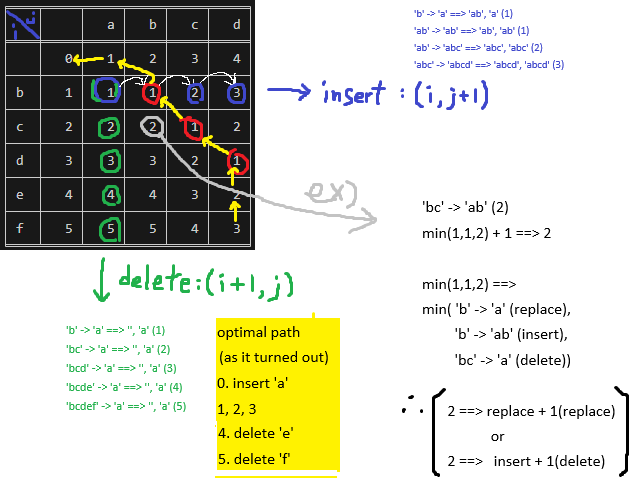 j
i
a b c d
0 1 2 3 4
b 1 1 1 2 3
c 2 2 2 1 2
d 3 3 3 2 1
e 4 4 4 3 2
f 5 5 5 4 3
insert : (i, j+1)
delete:(i+1, j)
ex)
'b' -> 'a' ==> 'ab', 'a' (1)
'ab' -> 'ab' ==> 'ab', 'ab' (1)
'ab' -> 'abc' ==> 'abc', 'abc' (2)
'abc' -> 'abcd' ==> 'abcd', 'abcd' (3)
'bc' -> 'ab' (2)
min(1,1,2) + 1 ==> 2
min(1,1,2) ==>
min( 'b' -> 'a' (replace),
'b' -> 'ab' (insert),
'bc' -> 'a' (delete))
∴
2 ==> replace + 1(replace)
or
2 ==> insert + 1(delete)
'b' -> 'a' ==> '', 'a' (1)
'bc' -> 'a' ==> '', 'a' (2)
'bcd' -> 'a' ==> '', 'a' (3)
'bcde' -> 'a' ==> '', 'a' (4)
'bcdef' -> 'a' ==> '', 'a' (5)
optimal path
(as it turned out)
0. insert 'a'
1, 2, 3
4. delete 'e'
5. delete 'f'